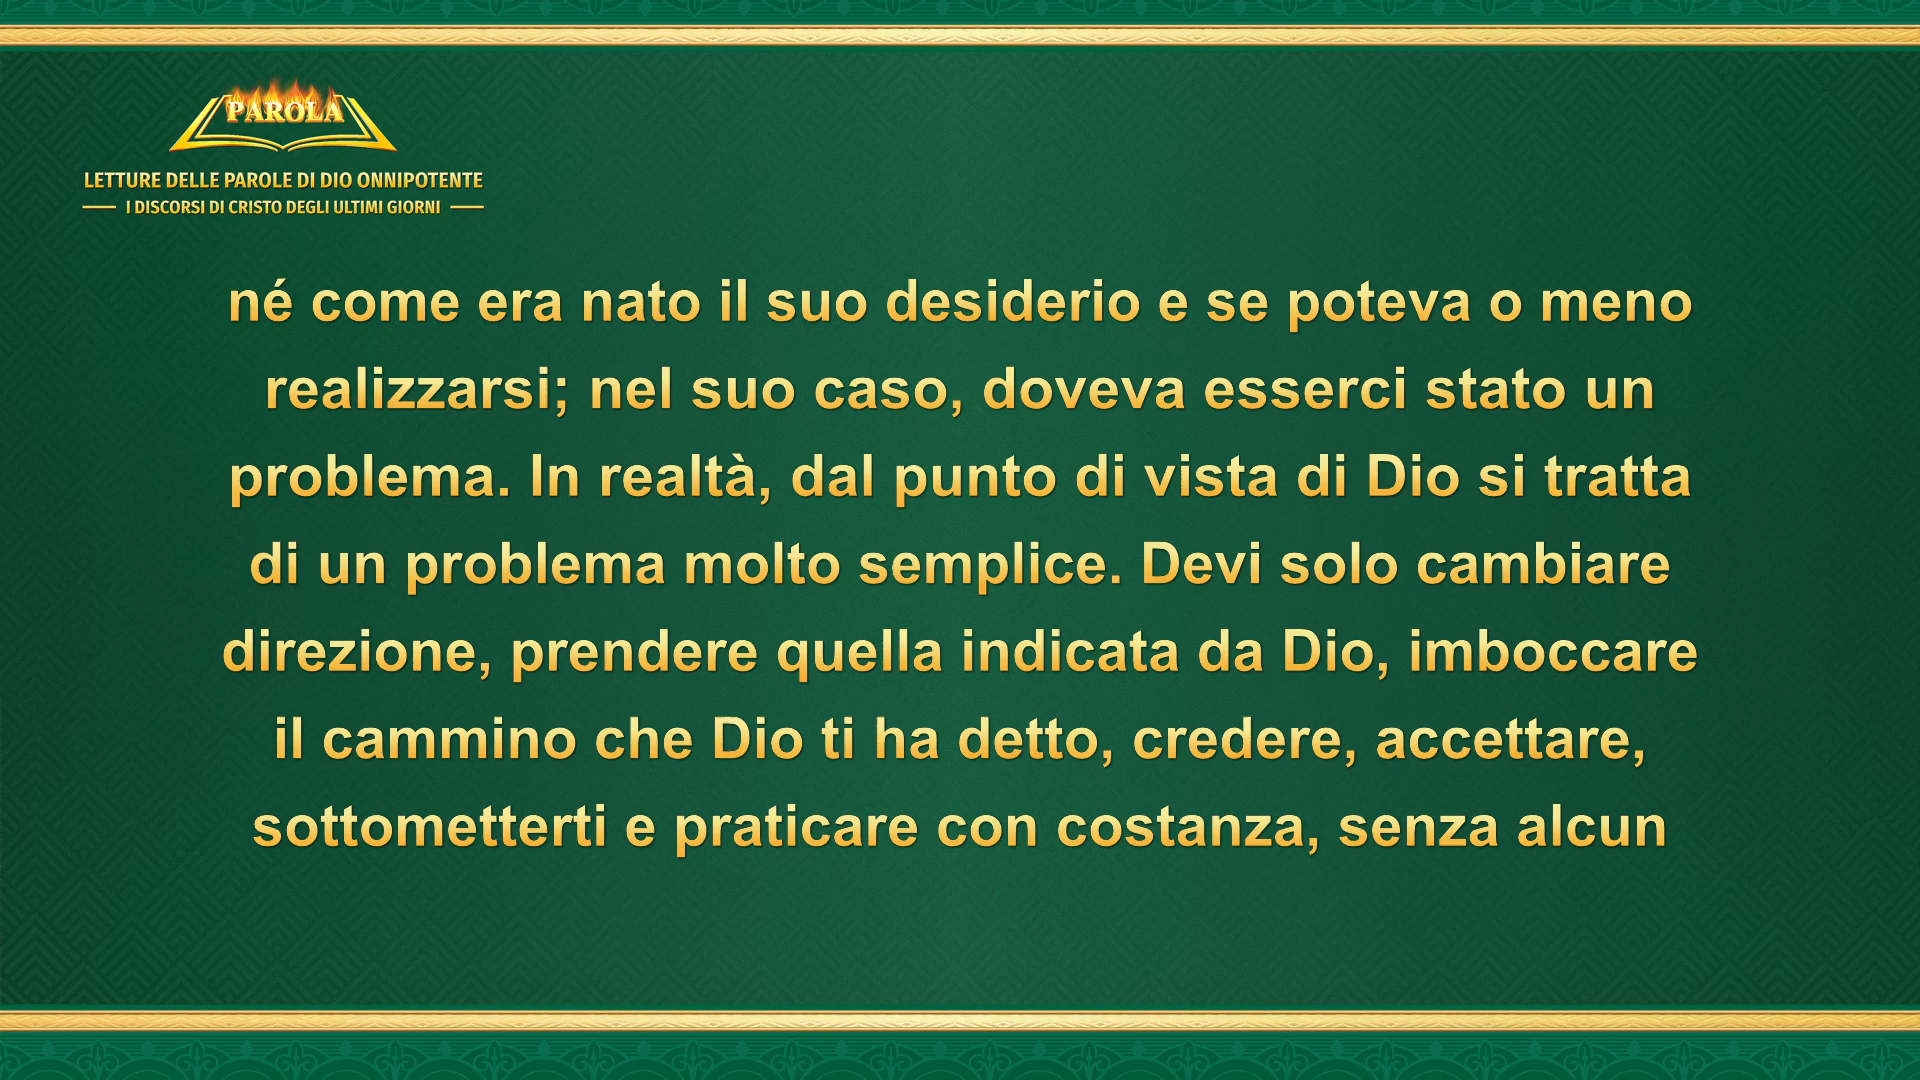 PAROLA
LETTURE DELLE PAROLE DI DIO ONNIPOTENTE
I DISCORSI DI CRISTO DEGLI ULTIMI GIORNI
né come era nato il suo desiderio e se poteva o meno
realizzarsi; nel suo caso, doveva esserci stato un
problema. In realtà, dal punto di vista di Dio si tratta
di un problema molto semplice. Devi solo cambiare
direzione, prendere quella indicata da Dio, imboccare
il cammino che Dio ti ha detto, credere, accettare,
sottometterti e praticare con costanza, senza alcun